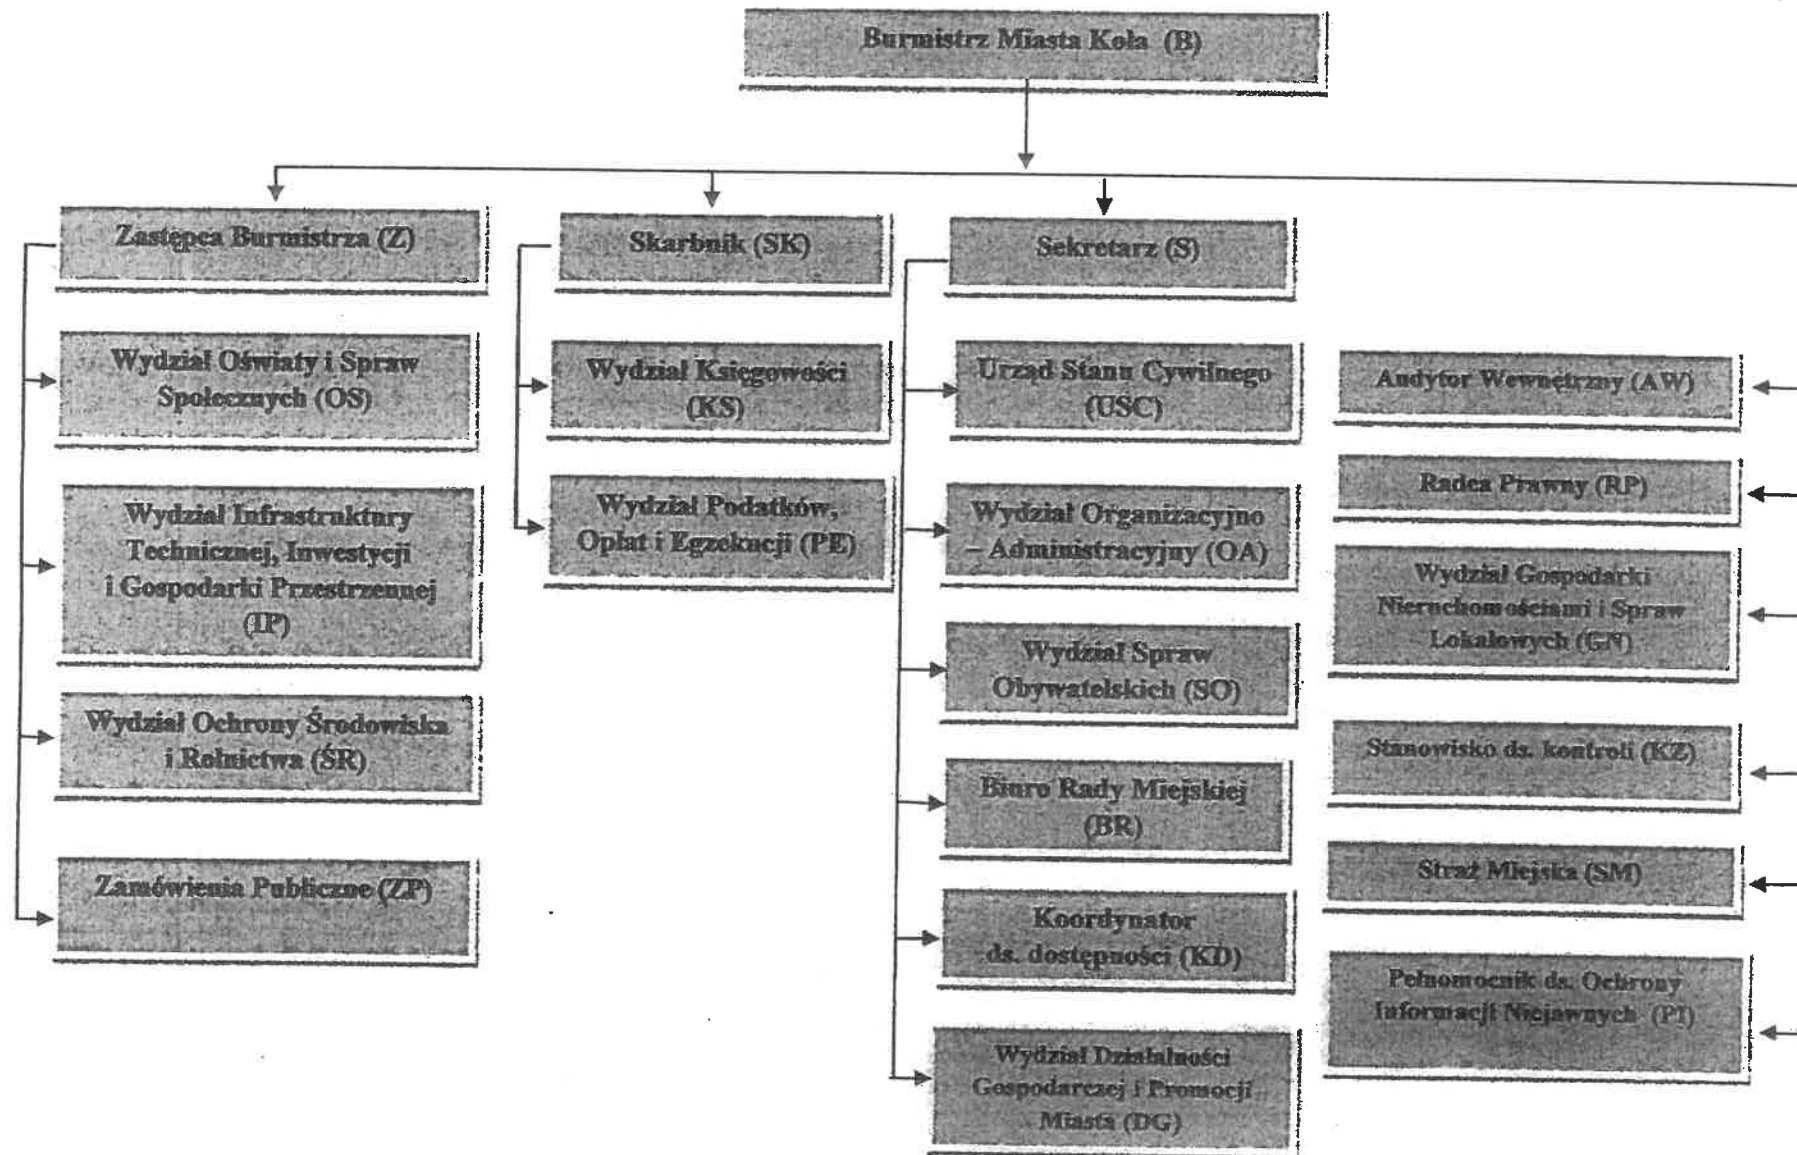 Burmistrz Miasta Koła (B)
Zastępca Burmistrza (Z)
Wydział Oświaty i Spraw
Społecznych (OS)
Wydział Infrastruktury
Technicznej, Inwestycji
i Gospodarki Przestrzennej
(IP)
Wydział Ochrony Środowiska
i Rolnictwa (ŚR)
Zamówienia Publiczne (ZP)
Skarbnik (SK)
Wydział Księgowości
(KS)
Wydział Podatków,
Opłat i Egzekucji (PE)
Sekretarz (S)
Urząd Stanu Cywilnego
(USC)
Wydział Organizacyjno
– Administracyjny (OA)
Wydział Spraw
Obywatelskich (SO)
Biuro Rady Miejskiej
(BR)
Koordynator
ds. dostępności (KD)
Wydział Działalności
Gospodarczej i Promocji
Miasta (DG)
Audytor Wewnętrzny (AW)
Radca Prawny (RP)
Wydział Gospodarki
Nieruchomościami i Spraw
Lokalowych (GN)
Stanowisko ds. kontroli (KZ)
Straż Miejska (SM)
Pełnomocnik ds. Ochrony
Informacji Niejawnych (PI)